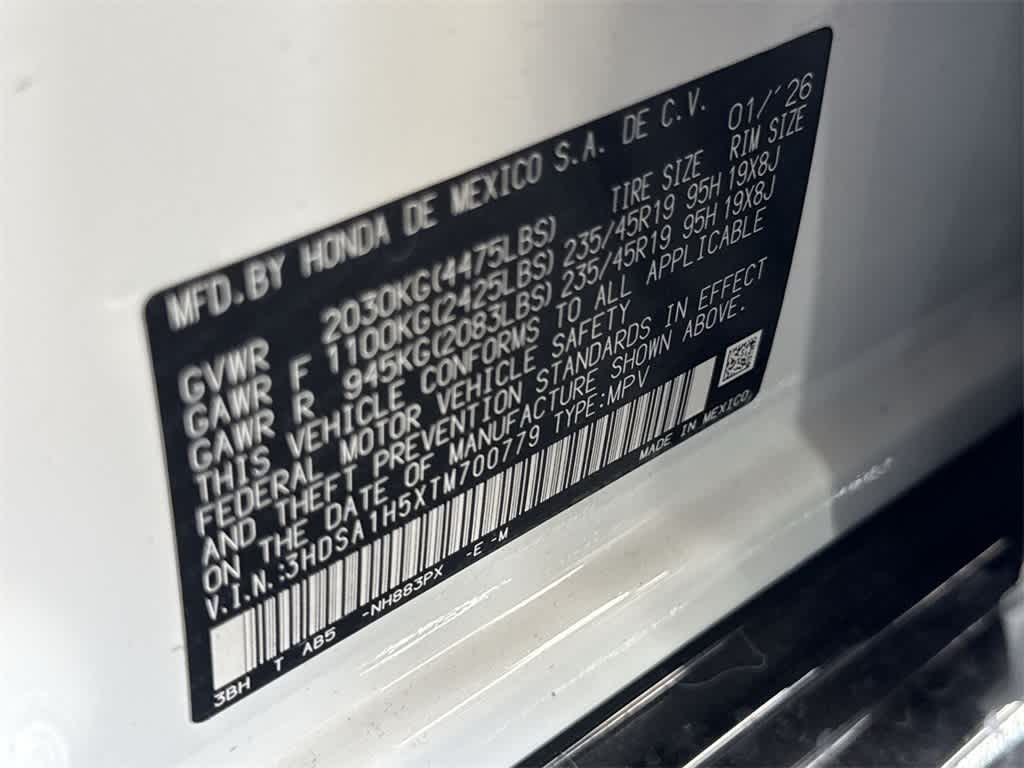 MFD. BY HONDA DE MEXICO S.A. DE C.V. 01/'26
TIRE SIZE RIM SIZE
GVWR 2030KG(4475LBS)
GAWR F 1100KG(2425LBS) 235/45R19 95H 19X8J
GAWR R 945KG(2083LBS) 235/45R19 95H 19X8J
THIS VEHICLE CONFORMS TO ALL APPLICABLE
FEDERAL MOTOR VEHICLE SAFETY
AND THEFT PREVENTION STANDARDS IN EFFECT
ON THE DATE OF MANUFACTURE SHOWN ABOVE.
V.I.N.:3HDSA1H5XTM700779 TYPE:MPV
MADE IN MEXICO
3BH T AB5 -NH883PX -E -M